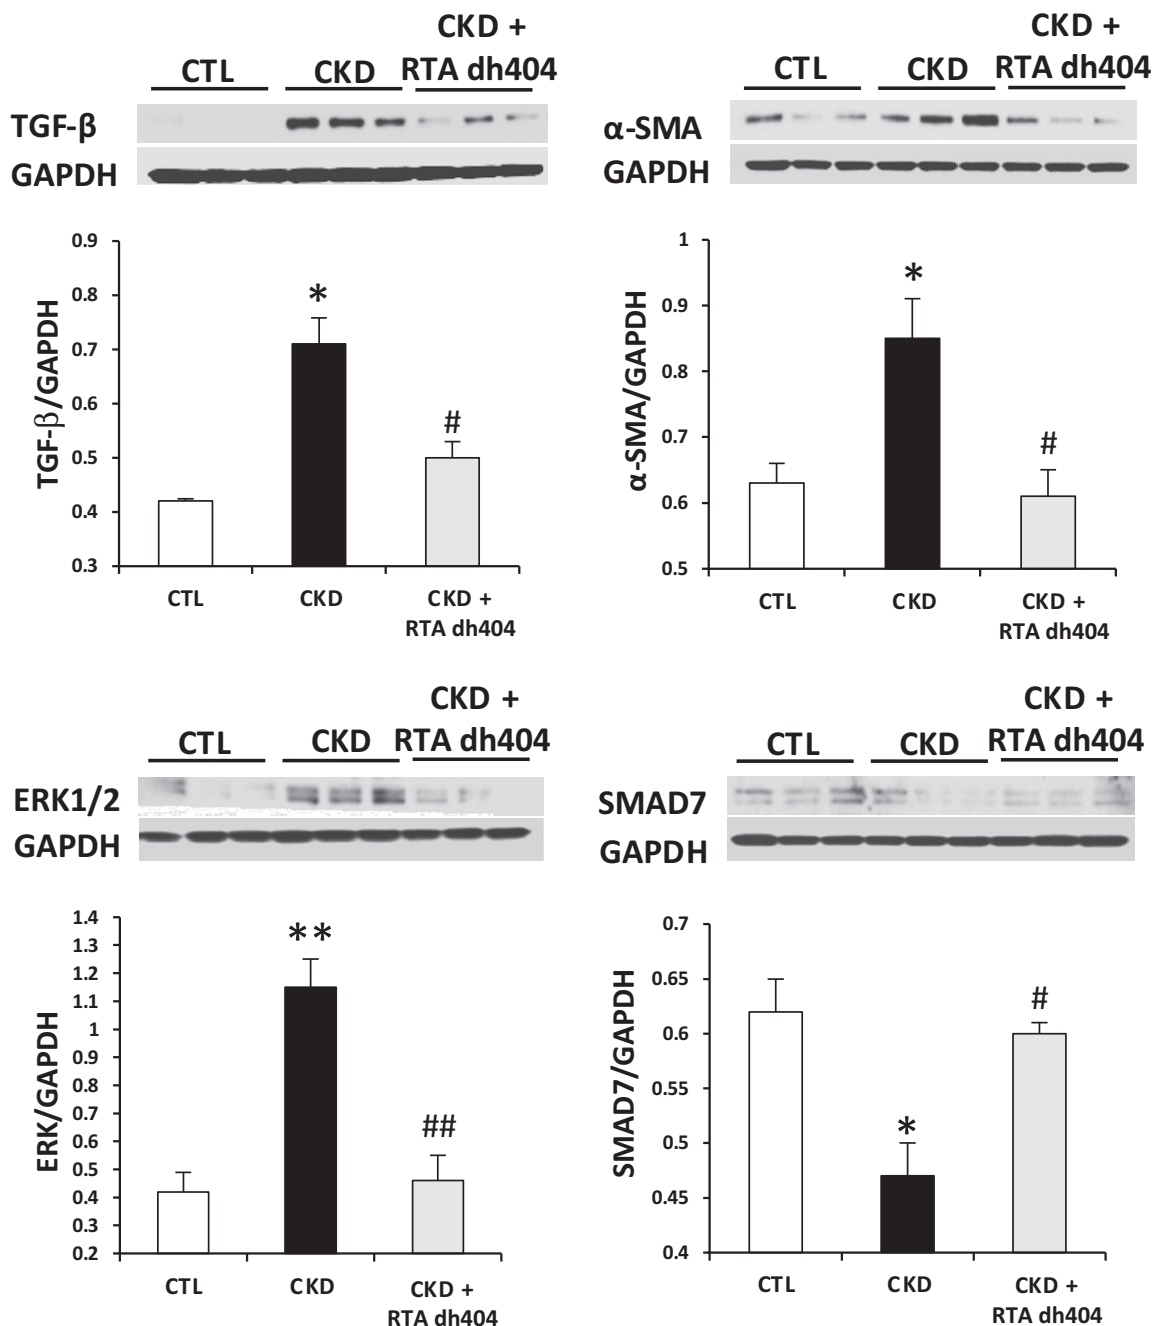 CKD +
CTL CKD RTA dh404
TGF-β
GAPDH
0.9
0.8
0.7
0.6
0.5
0.4
0.3
TGF-β/GAPDH
*
#
CTL CKD CKD +
RTA dh404
CKD +
CTL CKD RTA dh404
α-SMA
GAPDH
1
0.9
0.8
0.7
0.6
0.5
α-SMA/GAPDH
*
#
CTL CKD CKD +
RTA dh404
CKD +
CTL CKD RTA dh404
ERK1/2
GAPDH
1.4
1.3
1.2
1.1
1
0.9
0.8
0.7
0.6
0.5
0.4
0.3
0.2
ERK/GAPDH
**
##
CTL CKD CKD +
RTA dh404
CKD +
CTL CKD RTA dh404
SMAD7
GAPDH
0.7
0.65
0.6
0.55
0.5
0.45
0.4
SMAD7/GAPDH
*
#
CTL CKD CKD +
RTA dh404